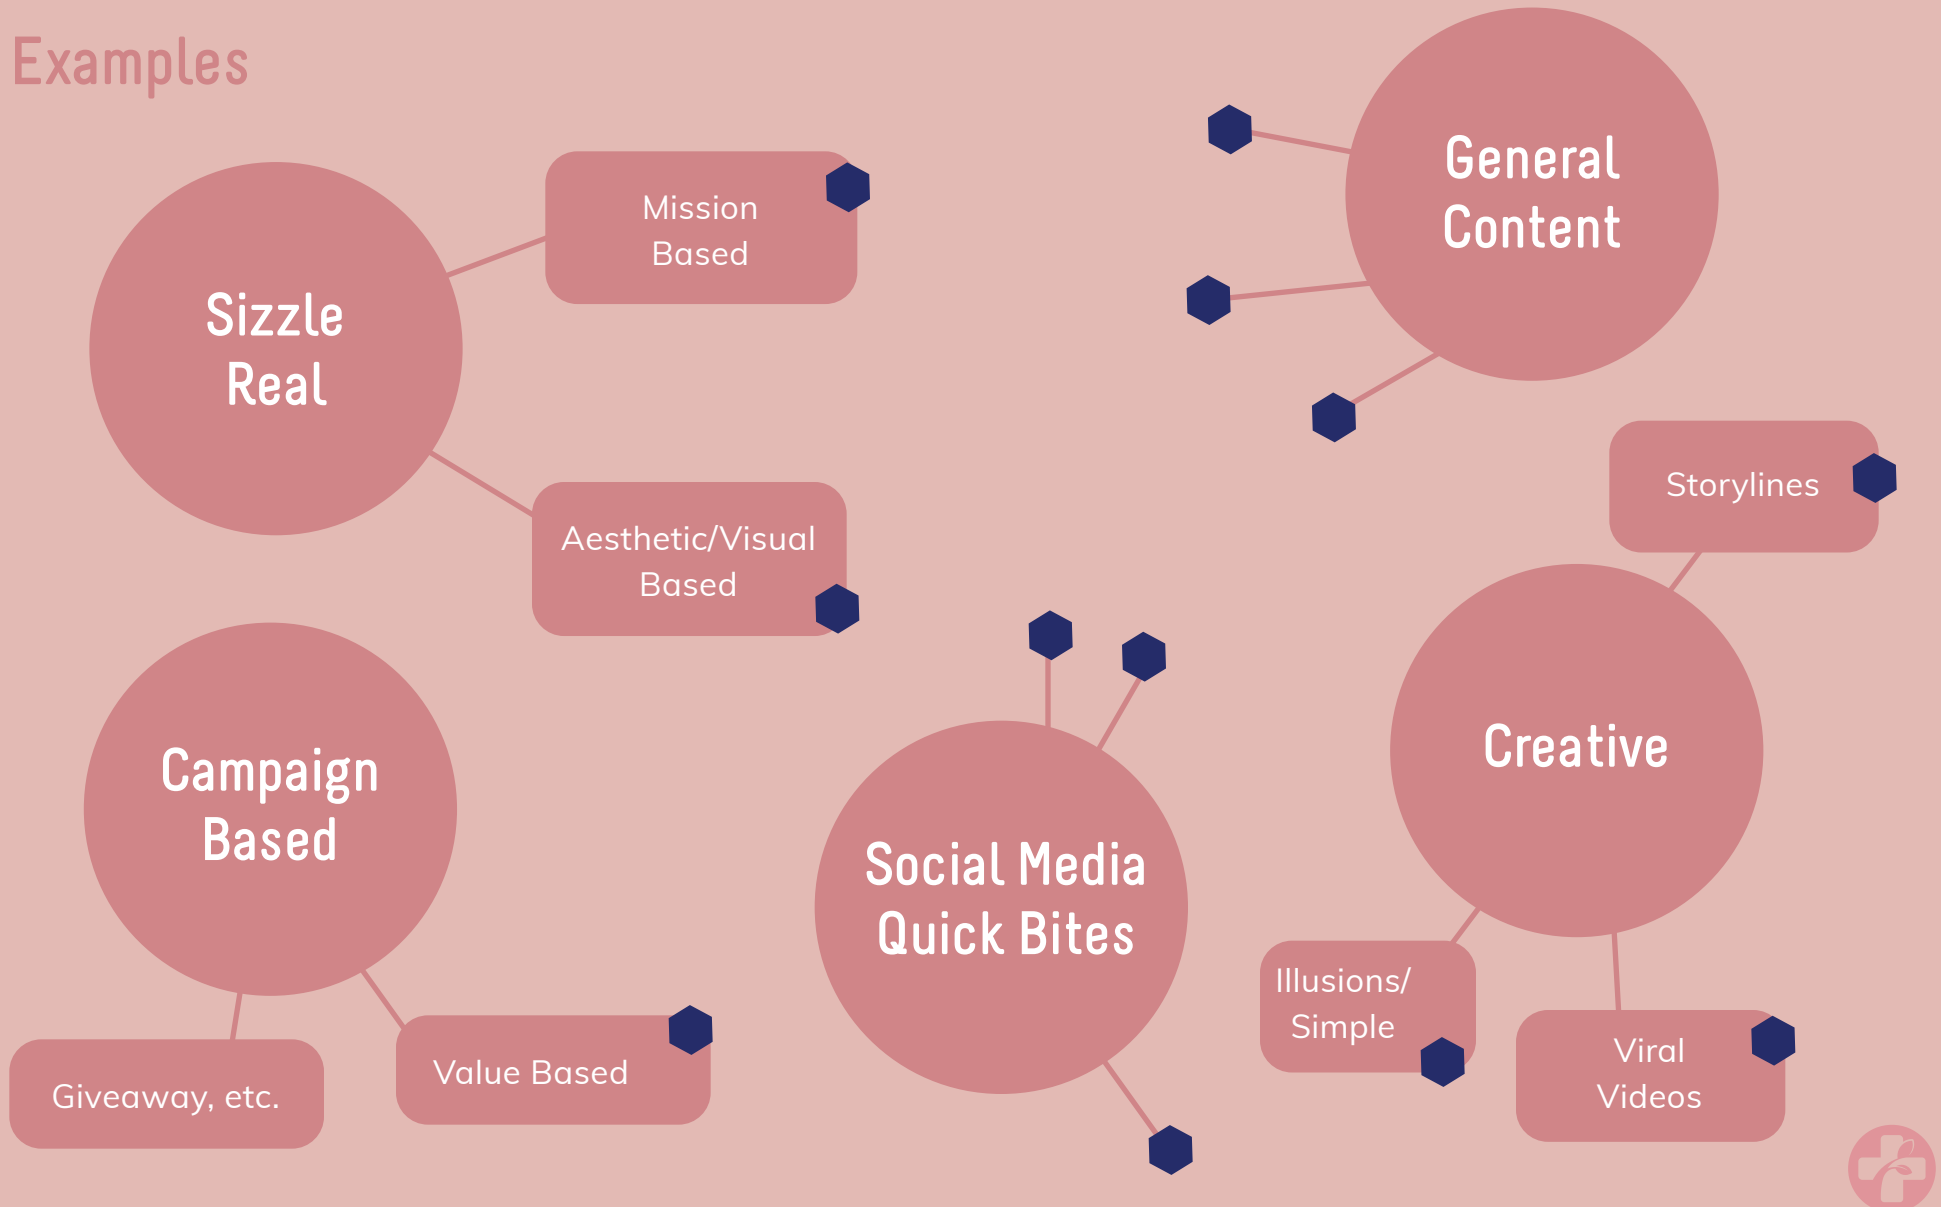 Examples
Sizzle
Real
Mission
Based
Aesthetic/Visual
Based
General
Content
Storylines
Creative
Illusions/
Simple
Viral
Videos
Campaign
Based
Giveaway, etc.
Value Based
Social Media
Quick Bites